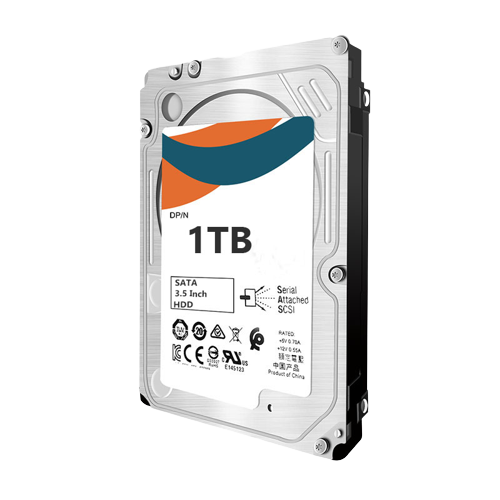 DP/N
1TB
SATA
3.5 Inch
HDD
Serial
Attached
SCSI
RATED:
+5V 0.70A
+12V 0.55A
中国产品
Product of China
E145123